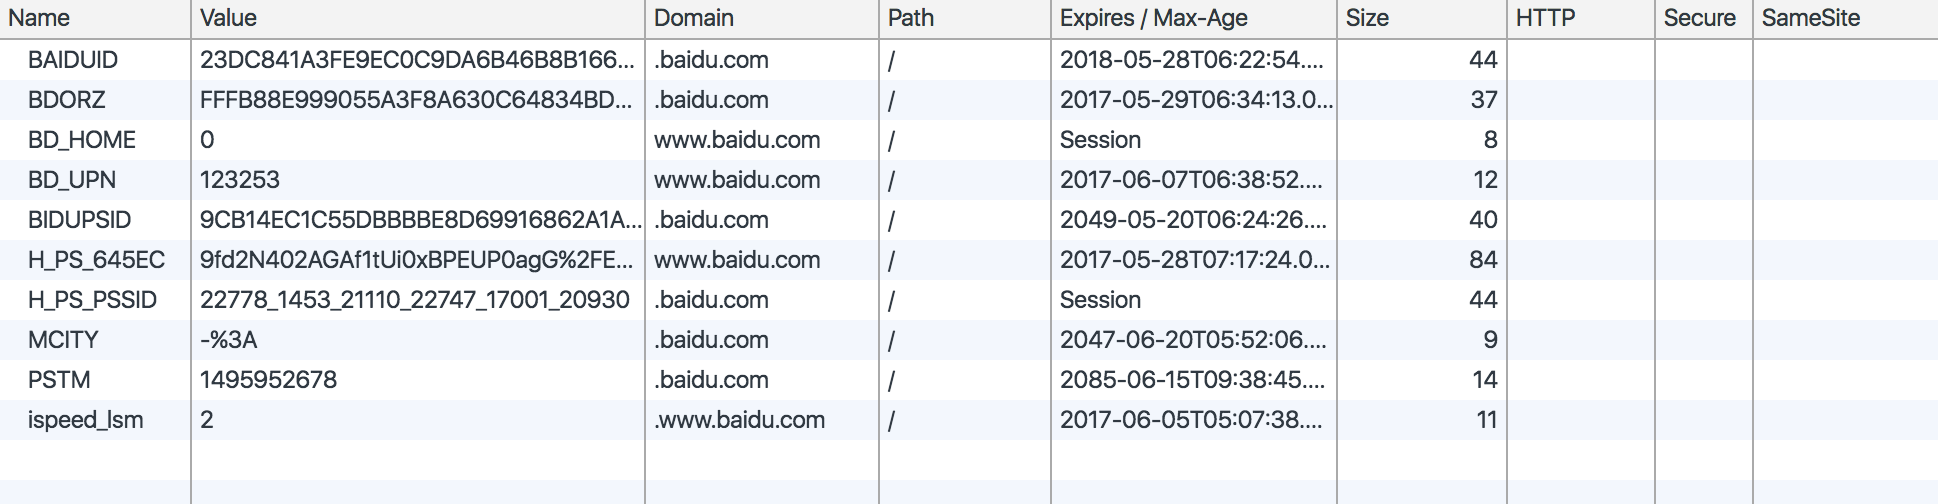 Name Value Domain Path Expires / Max-Age Size HTTP Secure SameSite
BAIDUID 23DC841A3FE9EC0C9DA6B46B8B166... .baidu.com / 2018-05-28T06:22:54.... 44
BDORZ FFFB88E999055A3F8A630C64834BD... .baidu.com / 2017-05-29T06:34:13.0... 37
BD_HOME 0 www.baidu.com / Session 8
BD_UPN 123253 www.baidu.com / 2017-06-07T06:38:52.... 12
BIDUPSID 9CB14EC1C55DBBBBE8D69916862A1A... .baidu.com / 2049-05-20T06:24:26.... 40
H_PS_645EC 9fd2N402AGAf1tUi0xBPEUP0agG%2FE... www.baidu.com / 2017-05-28T07:17:24.0... 84
H_PS_PSSID 22778_1453_21110_22747_17001_20930 .baidu.com / Session 44
MCITY -%3A .baidu.com / 2047-06-20T05:52:06.... 9
PSTM 1495952678 .baidu.com / 2085-06-15T09:38:45.... 14
ispeed_lsm 2 .www.baidu.com / 2017-06-05T05:07:38.... 11